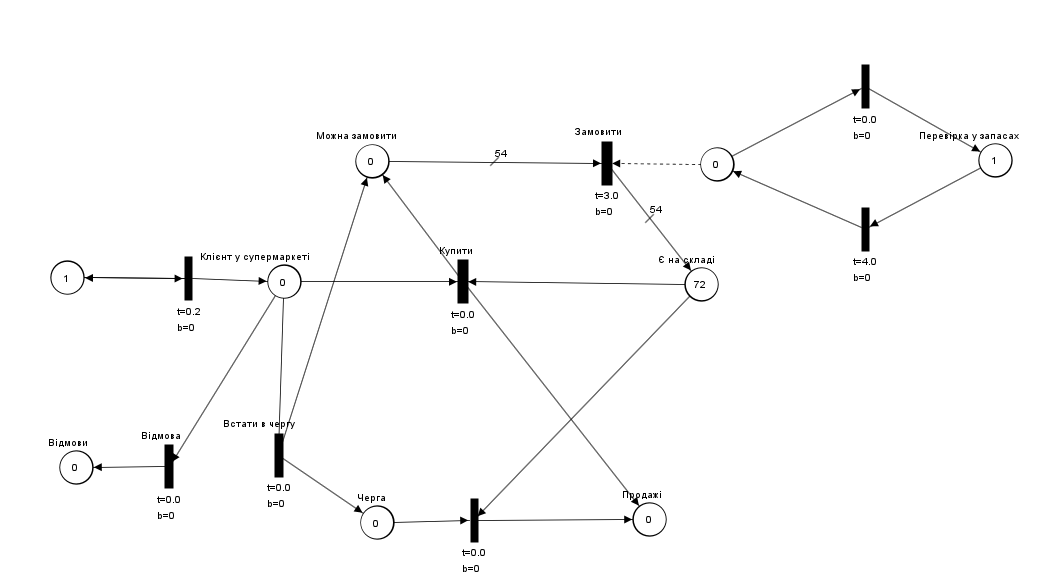 t=0.0
b=0
Замовити
Можна замовити
Перевірка у запасах
54
0
0
1
t=3.0
b=0
54
t=4.0
b=0
Купити
Клієнт у супермаркеті
Є на складі
1
0
72
t=0.2
b=0
t=0.0
b=0
Встати в чергу
Відмова
Відмови
0
t=0.0
b=0
t=0.0
b=0
Черга
Продажі
0
0
t=0.0
b=0